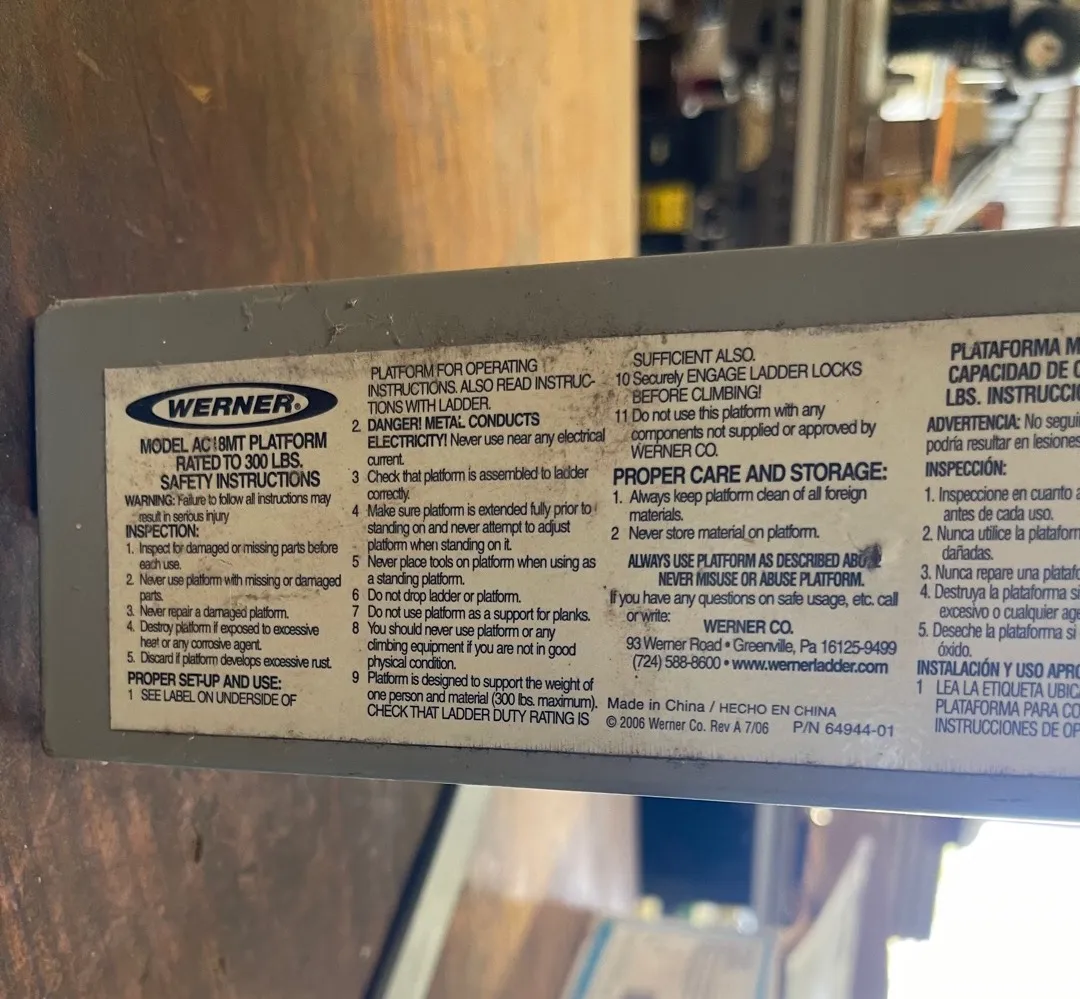 WERNER®
MODEL AC18MT PLATFORM
RATED TO 300 LBS.
SAFETY INSTRUCTIONS
WARNING: Failure to follow all instructions may
result in serious injury
INSPECTION:
1. Inspect for damaged or missing parts before
each use.
2. Never use platform with missing or damaged
parts.
3. Never repair a damaged platform.
4. Destroy platform if exposed to excessive
heat or any corrosive agent.
5. Discard if platform develops excessive rust.
PROPER SET-UP AND USE:
1 SEE LABEL ON UNDERSIDE OF
PLATFORM FOR OPERATING
INSTRUCTIONS. ALSO READ INSTRUC-
TIONS WITH LADDER.
2. DANGER! METAL CONDUCTS
ELECTRICITY! Never use near any electrical
current.
3 Check that platform is assembled to ladder
correctly.
4 Make sure platform is extended fully prior to
standing on and never attempt to adjust
platform when standing on it.
5 Never place tools on platform when using as
a standing platform.
6 Do not drop ladder or platform.
7 Do not use platform as a support for planks.
8 You should never use platform or any
climbing equipment if you are not in good
physical condition.
9 Platform is designed to support the weight of
one person and material (300 lbs. maximum).
CHECK THAT LADDER DUTY RATING IS
SUFFICIENT ALSO.
10 Securely ENGAGE LADDER LOCKS
BEFORE CLIMBING!
11 Do not use this platform with any
components not supplied or approved by
WERNER CO.
PROPER CARE AND STORAGE:
1. Always keep platform clean of all foreign
materials.
2 Never store material on platform.
ALWAYS USE PLATFORM AS DESCRIBED ABOVE
NEVER MISUSE OR ABUSE PLATFORM.
If you have any questions on safe usage, etc. call
or write:
WERNER CO.
93 Werner Road • Greenville, Pa 16125-9499
(724) 588-8600 • www.wernerladder.com
Made in China / HECHO EN CHINA
© 2006 Werner Co. Rev A 7/06 P/N 64944-01
PLATAFORMA M
CAPACIDAD DE C
LBS. INSTRUCCI
ADVERTENCIA: No segui
podría resultar en lesiones
INSPECCIÓN:
1. Inspeccione en cuanto a
antes de cada uso.
2. Nunca utilice la plataform
dañadas.
3. Nunca repare una platafo
4. Destruya la plataforma si
excesivo o cualquier age
5. Deseche la plataforma si
óxido.
INSTALACIÓN Y USO APRO
1 LEA LA ETIQUETA UBIC
PLATAFORMA PARA CO
INSTRUCCIONES DE OP